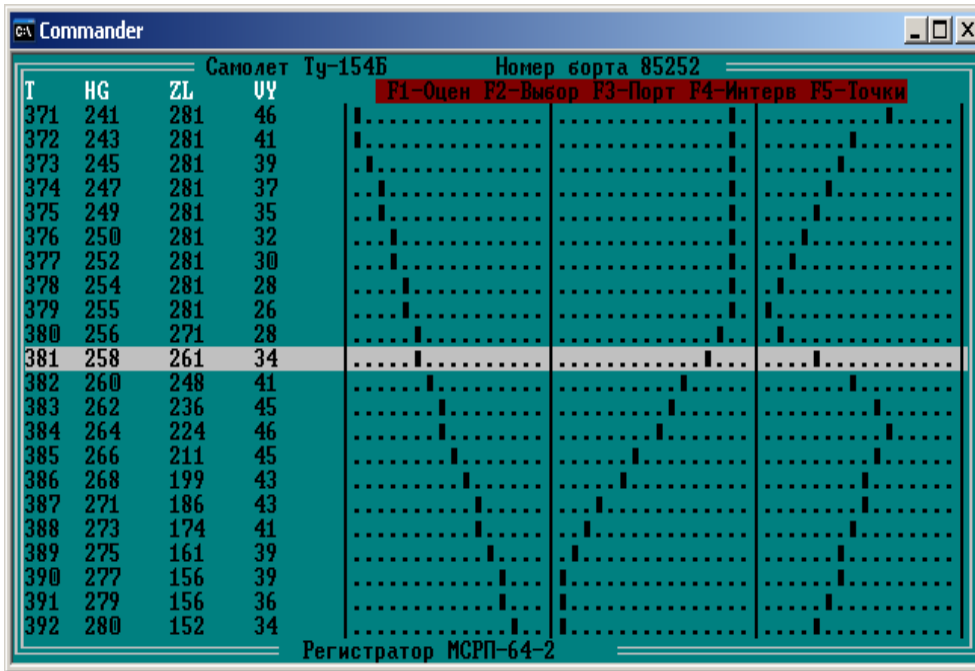 Commander
Самолет Ту-154Б Номер борта 85252
T HG ZL VY F1-Оцен F2-Выбор F3-Порт F4-Интерв F5-Точки
371 241 281 46
372 243 281 41
373 245 281 39
374 247 281 37
375 249 281 35
376 250 281 32
377 252 281 30
378 254 281 28
379 255 281 26
380 256 271 28
381 258 261 34
382 260 248 41
383 262 236 45
384 264 224 46
385 266 211 45
386 268 199 43
387 271 186 43
388 273 174 41
389 275 161 39
390 277 156 39
391 279 156 36
392 280 152 34
Регистратор МСРП-64-2